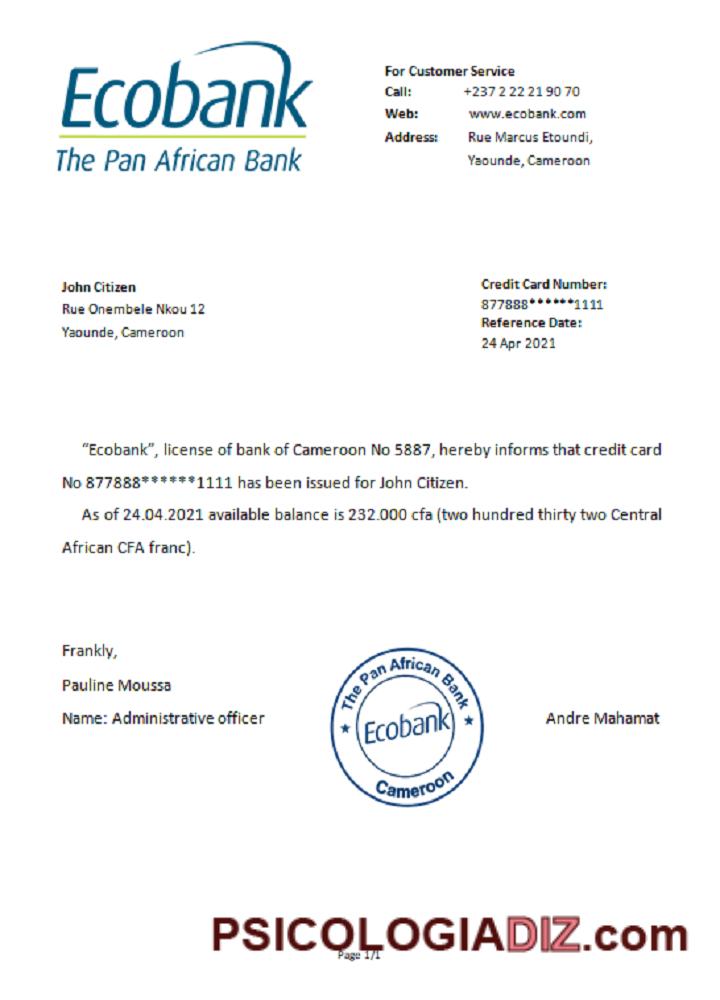 Ecobank
The Pan African Bank
For Customer Service
Call: +237 2 22 21 90 70
Web: www.ecobank.com
Address: Rue Marcus Etoundi,
Yaounde, Cameroon
John Citizen
Rue Onembele Nkou 12
Yaounde, Cameroon
Credit Card Number:
877888******1111
Reference Date:
24 Apr 2021
“Ecobank”, license of bank of Cameroon No 5887, hereby informs that credit card
No 877888******1111 has been issued for John Citizen.
As of 24.04.2021 available balance is 232.000 cfa (two hundred thirty two Central
African CFA franc).
Frankly,
Pauline Moussa
Name: Administrative officer
The Pan African Bank
Ecobank
Cameroon
Andre Mahamat
PSICOLOGIADIZ.com
Page 1/1